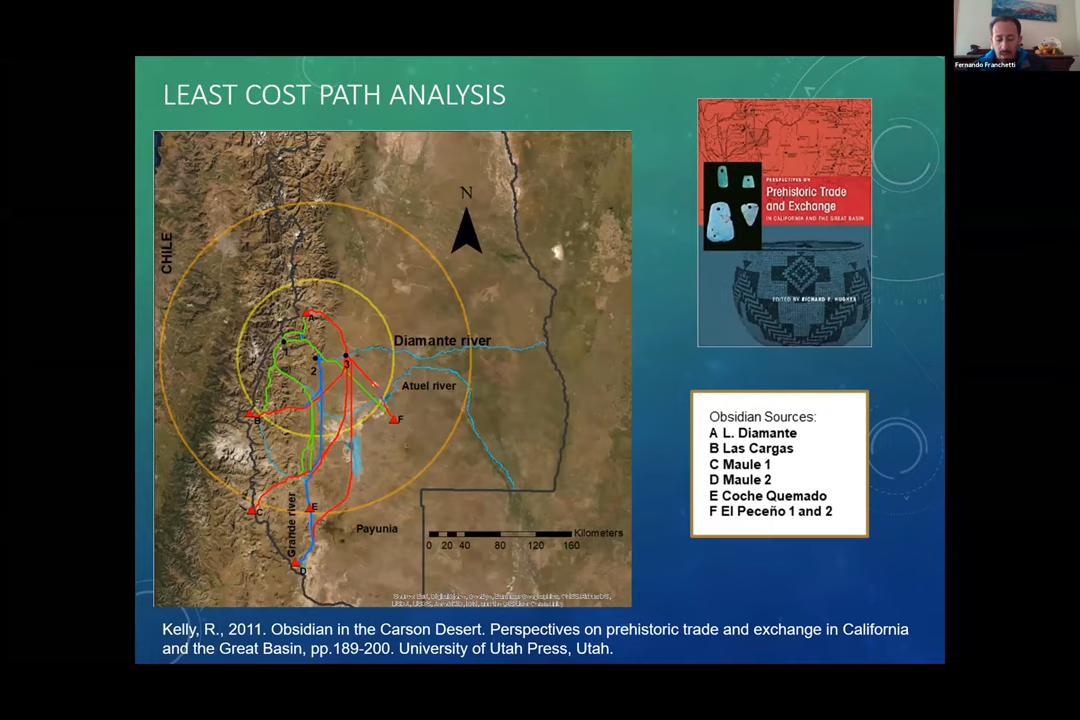 Fernando Franchetti
LEAST COST PATH ANALYSIS
N
CHILE
A
Diamante river
1
2
3
Atuel river
B
F
C
E
Grande river
Payunia
D
Kilometers
0 20 40 80 120 160
PERSPECTIVES ON
Prehistoric Trade
and Exchange
IN CALIFORNIA AND THE GREAT BASIN
EDITED BY RICHARD E. HUGHES
Obsidian Sources:
A L. Diamante
B Las Cargas
C Maule 1
D Maule 2
E Coche Quemado
F El Peceño 1 and 2
Kelly, R., 2011. Obsidian in the Carson Desert. Perspectives on prehistoric trade and exchange in California
and the Great Basin, pp.189-200. University of Utah Press, Utah.